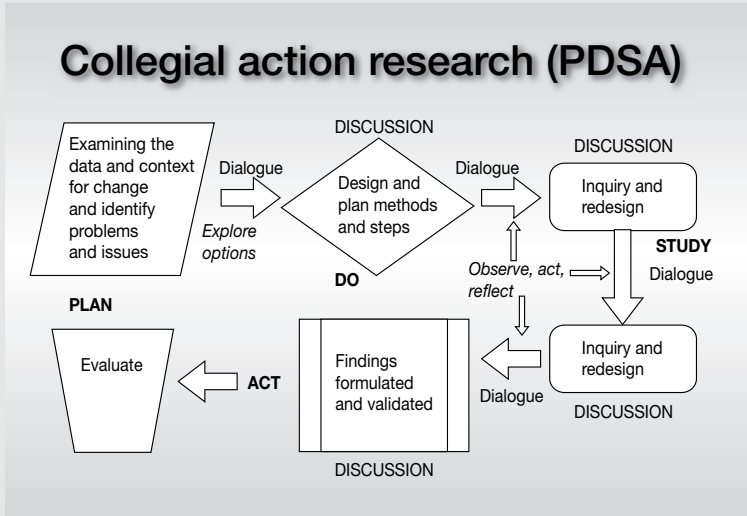 Collegial action research (PDSA)
Examining the
data and context
for change
and identify
problems
and issues
Dialogue
Explore
options
DISCUSSION
Design and
plan methods
and steps
DO
Dialogue
DISCUSSION
Inquiry and
redesign
STUDY
Dialogue
Observe, act,
reflect
PLAN
Inquiry and
redesign
DISCUSSION
Dialogue
Findings
formulated
and validated
DISCUSSION
ACT
Evaluate